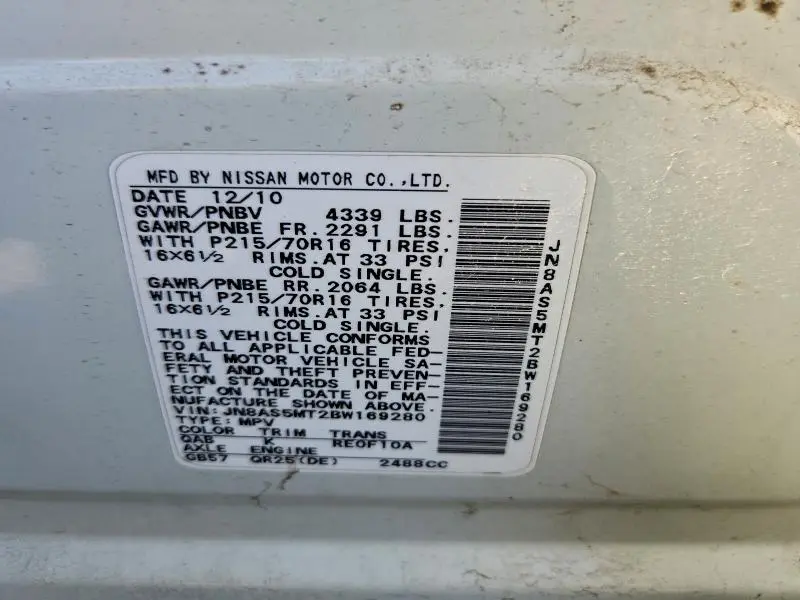 MFD BY NISSAN MOTOR CO.,LTD.
DATE 12/10
GVWR/PNBV 4339 LBS.
GAWR/PNBE FR. 2291 LBS.
WITH P215/70R16 TIRES.
16X6½ RIMS. AT 33 PSI
COLD SINGLE.
GAWR/PNBE RR. 2064 LBS.
WITH P215/70R16 TIRES.
16X6½ RIMS. AT 33 PSI
COLD SINGLE.
THIS VEHICLE CONFORMS
TO ALL APPLICABLE FED-
ERAL MOTOR VEHICLE SA-
FETY AND THEFT PREVEN-
TION STANDARDS IN EFF-
ECT ON THE DATE OF MA-
NUFACTURE SHOWN ABOVE.
VIN: JN8AS5MT2BW169280
TYPE: MPV
COLOR TRIM TRANS
QAB K RE0F10A
AXLE ENGINE
GB57 QR25(DE) 2488CC
JN8AS5MT2BW169280